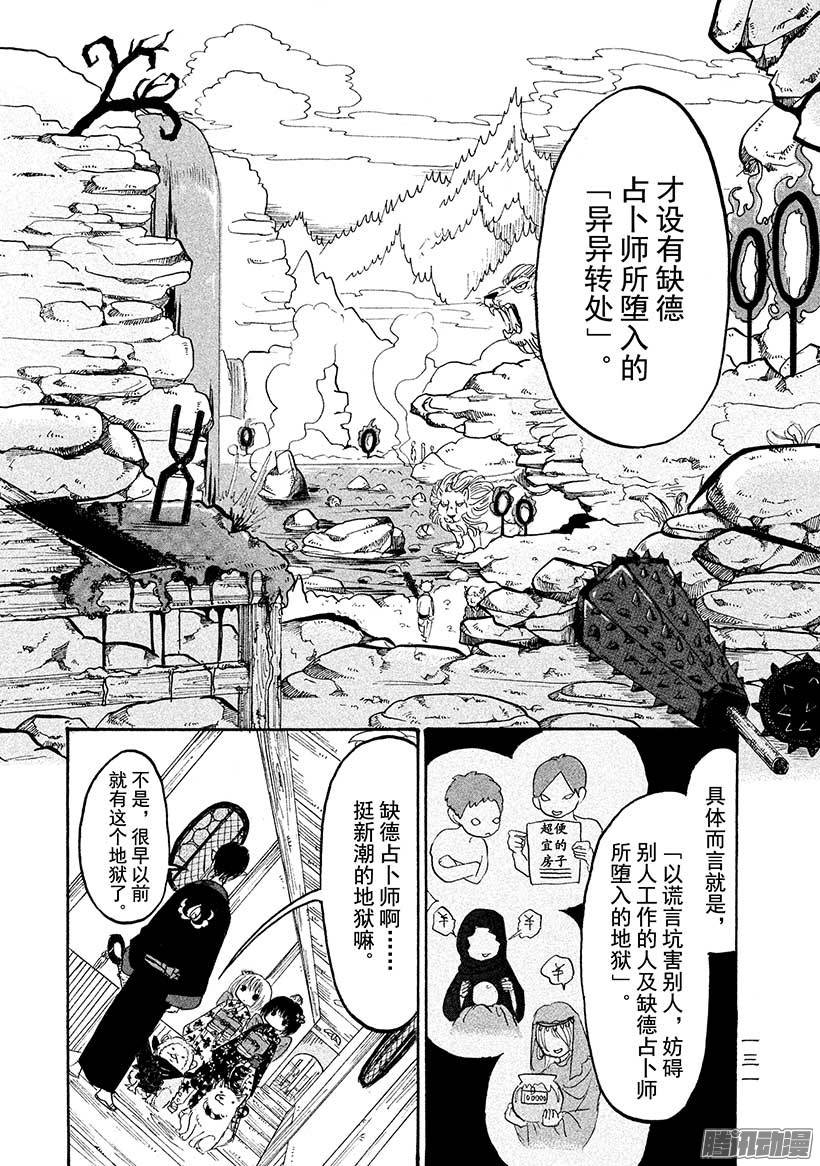 才设有缺德
占卜师所堕入的
「异异转处」。
具体而言就是，
「以谎言坑害别人，妨碍
别人工作的人及缺德占卜师
所堕入的地狱」。
超便
宜的
房子
￥
￥
￥
缺德占卜师啊……
挺新潮的地狱嘛。
不是，很早以前
就有这个地狱了。
一三一
腾讯动漫